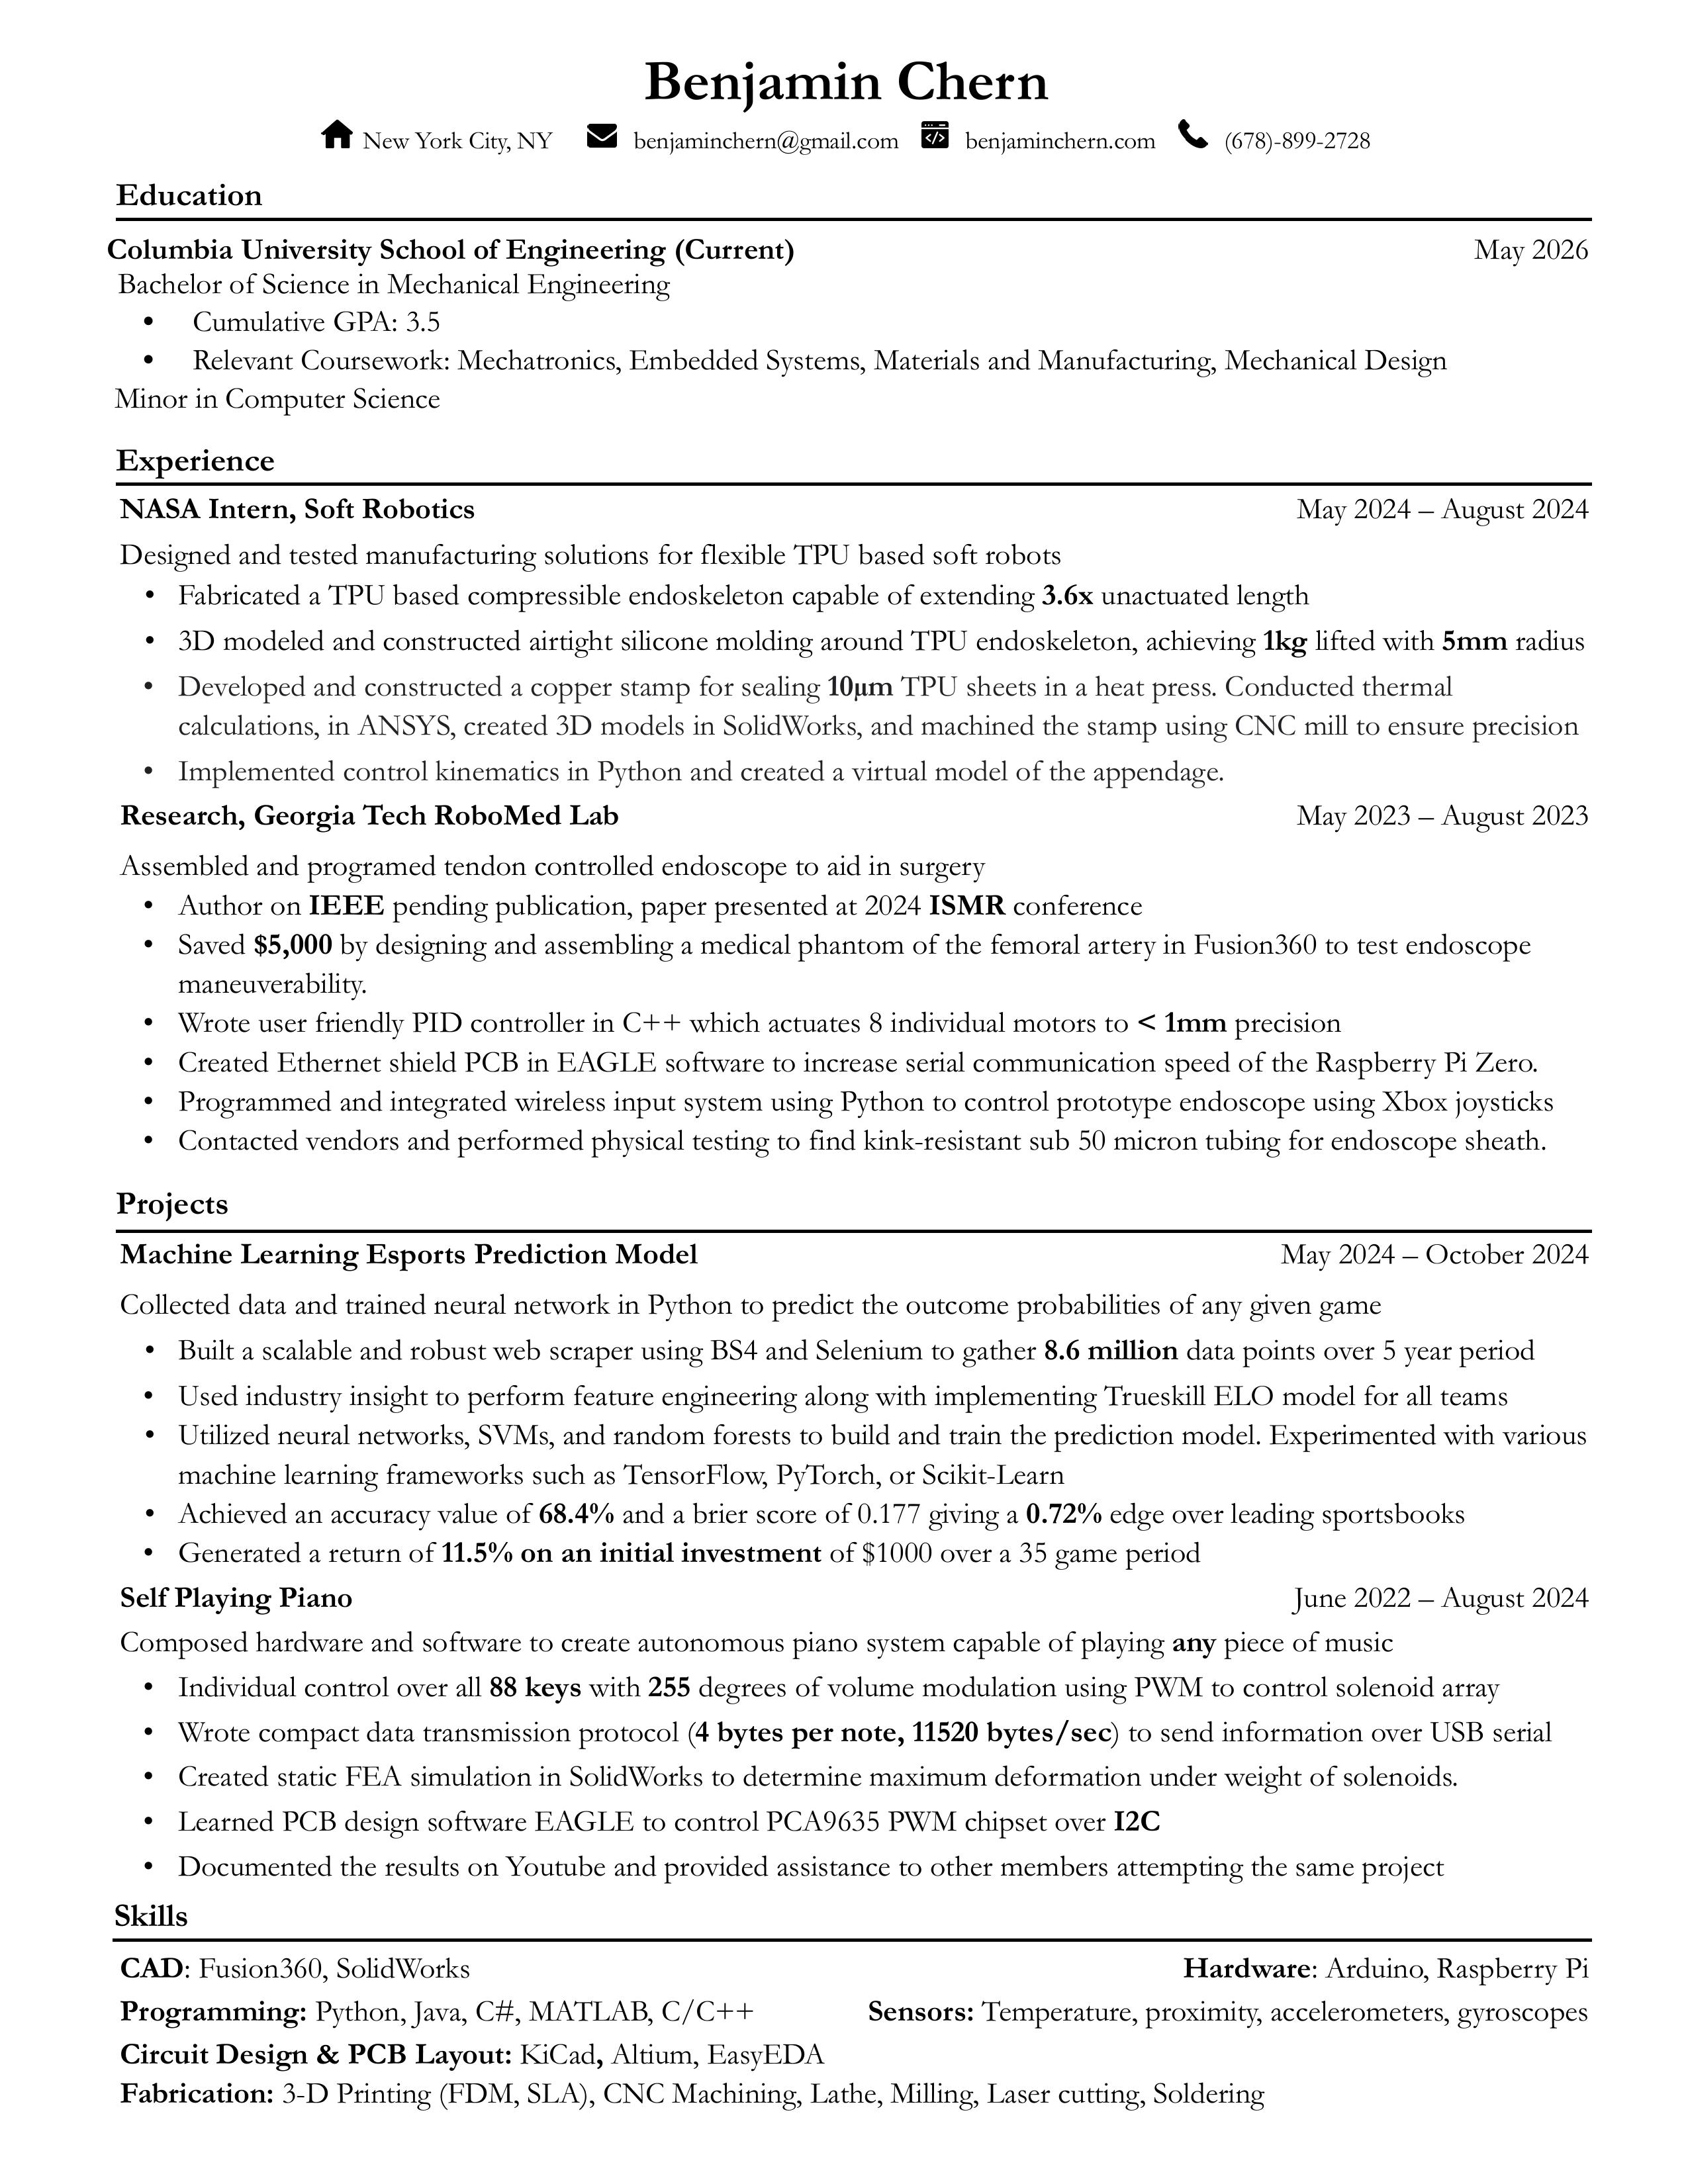 Benjamin Chern
New York City, NY benjaminchern@gmail.com benjaminchern.com (678)-899-2728
Education
Columbia University School of Engineering (Current) May 2026
Bachelor of Science in Mechanical Engineering
• Cumulative GPA: 3.5
• Relevant Coursework: Mechatronics, Embedded Systems, Materials and Manufacturing, Mechanical Design
Minor in Computer Science
Experience
NASA Intern, Soft Robotics May 2024 – August 2024
Designed and tested manufacturing solutions for flexible TPU based soft robots
• Fabricated a TPU based compressible endoskeleton capable of extending 3.6x unactuated length
• 3D modeled and constructed airtight silicone molding around TPU endoskeleton, achieving 1kg lifted with 5mm radius
• Developed and constructed a copper stamp for sealing 10µm TPU sheets in a heat press. Conducted thermal
calculations, in ANSYS, created 3D models in SolidWorks, and machined the stamp using CNC mill to ensure precision
• Implemented control kinematics in Python and created a virtual model of the appendage.
Research, Georgia Tech RoboMed Lab May 2023 – August 2023
Assembled and programed tendon controlled endoscope to aid in surgery
• Author on IEEE pending publication, paper presented at 2024 ISMR conference
• Saved $5,000 by designing and assembling a medical phantom of the femoral artery in Fusion360 to test endoscope
maneuverability.
• Wrote user friendly PID controller in C++ which actuates 8 individual motors to < 1mm precision
• Created Ethernet shield PCB in EAGLE software to increase serial communication speed of the Raspberry Pi Zero.
• Programmed and integrated wireless input system using Python to control prototype endoscope using Xbox joysticks
• Contacted vendors and performed physical testing to find kink-resistant sub 50 micron tubing for endoscope sheath.
Projects
Machine Learning Esports Prediction Model May 2024 – October 2024
Collected data and trained neural network in Python to predict the outcome probabilities of any given game
• Built a scalable and robust web scraper using BS4 and Selenium to gather 8.6 million data points over 5 year period
• Used industry insight to perform feature engineering along with implementing Trueskill ELO model for all teams
• Utilized neural networks, SVMs, and random forests to build and train the prediction model. Experimented with various
machine learning frameworks such as TensorFlow, PyTorch, or Scikit-Learn
• Achieved an accuracy value of 68.4% and a brier score of 0.177 giving a 0.72% edge over leading sportsbooks
• Generated a return of 11.5% on an initial investment of $1000 over a 35 game period
Self Playing Piano June 2022 – August 2024
Composed hardware and software to create autonomous piano system capable of playing any piece of music
• Individual control over all 88 keys with 255 degrees of volume modulation using PWM to control solenoid array
• Wrote compact data transmission protocol (4 bytes per note, 11520 bytes/sec) to send information over USB serial
• Created static FEA simulation in SolidWorks to determine maximum deformation under weight of solenoids.
• Learned PCB design software EAGLE to control PCA9635 PWM chipset over I2C
• Documented the results on Youtube and provided assistance to other members attempting the same project
Skills
CAD: Fusion360, SolidWorks Hardware: Arduino, Raspberry Pi
Programming: Python, Java, C#, MATLAB, C/C++ Sensors: Temperature, proximity, accelerometers, gyroscopes
Circuit Design & PCB Layout: KiCad, Altium, EasyEDA
Fabrication: 3-D Printing (FDM, SLA), CNC Machining, Lathe, Milling, Laser cutting, Soldering